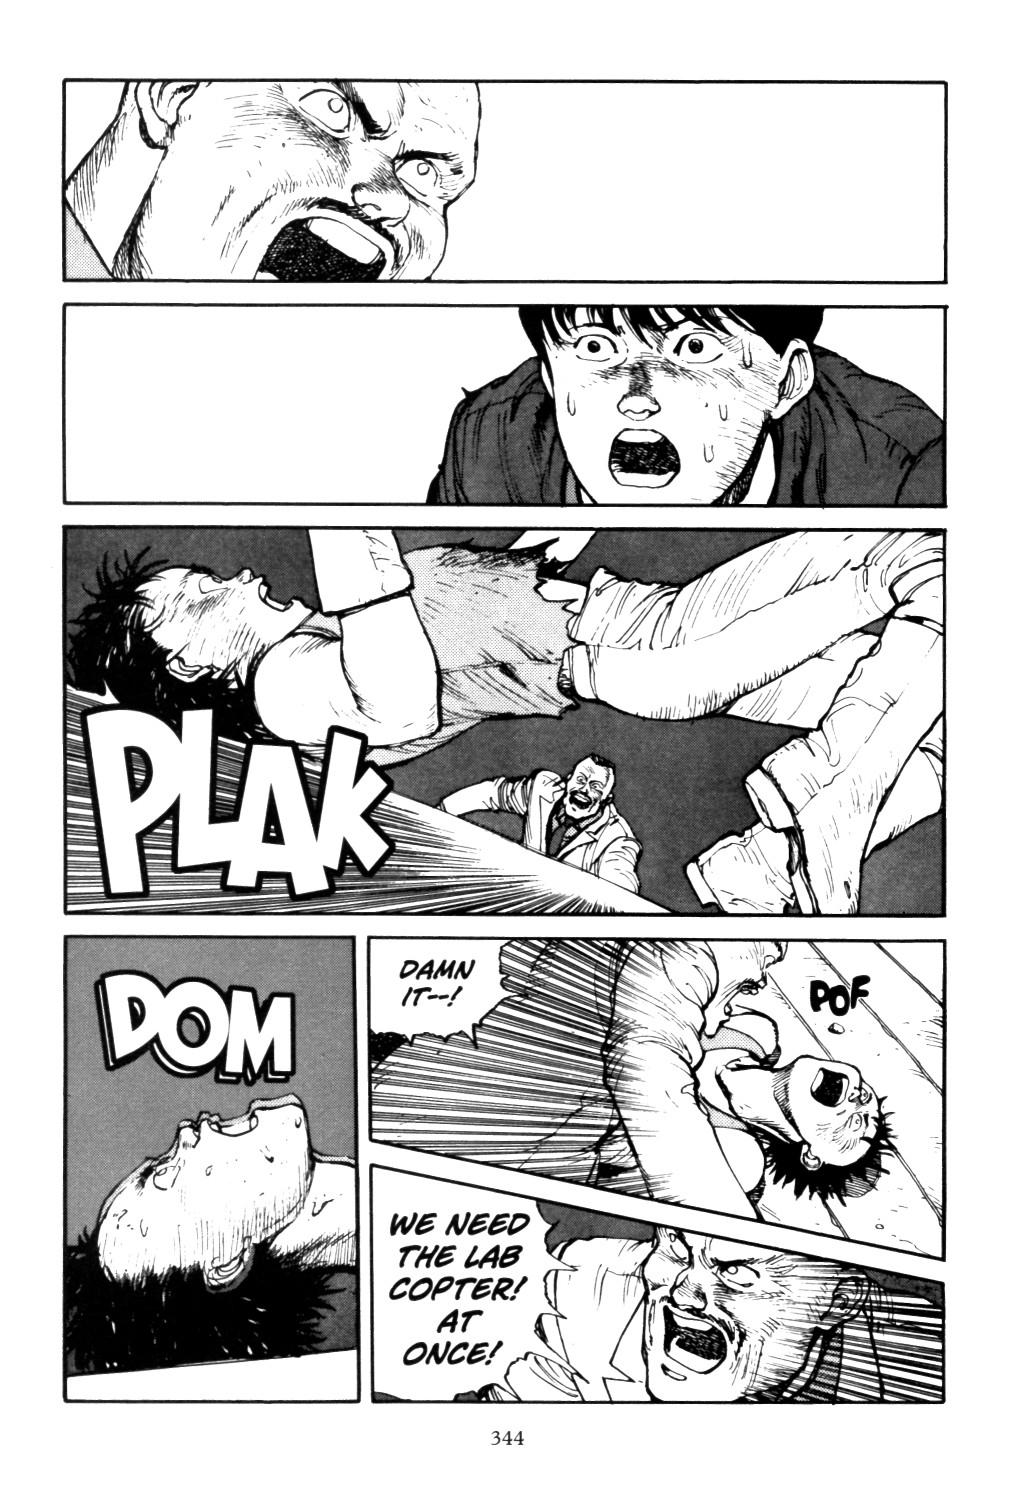 PLAK
DOM
DAMN
IT--!
POF
WE NEED
THE LAB
COPTER!
AT
ONCE!
344